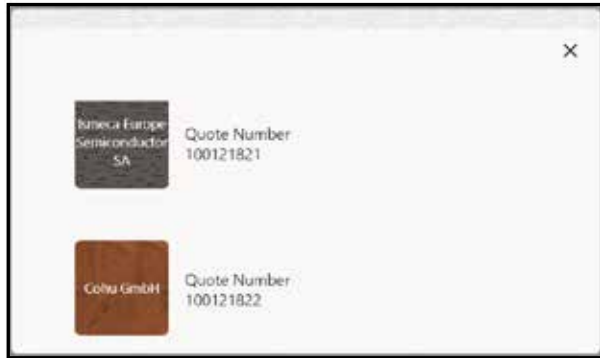 Ismeca Europe
Semiconductor
SA
Quote Number
100121821
Cohu GmbH
Quote Number
100121822